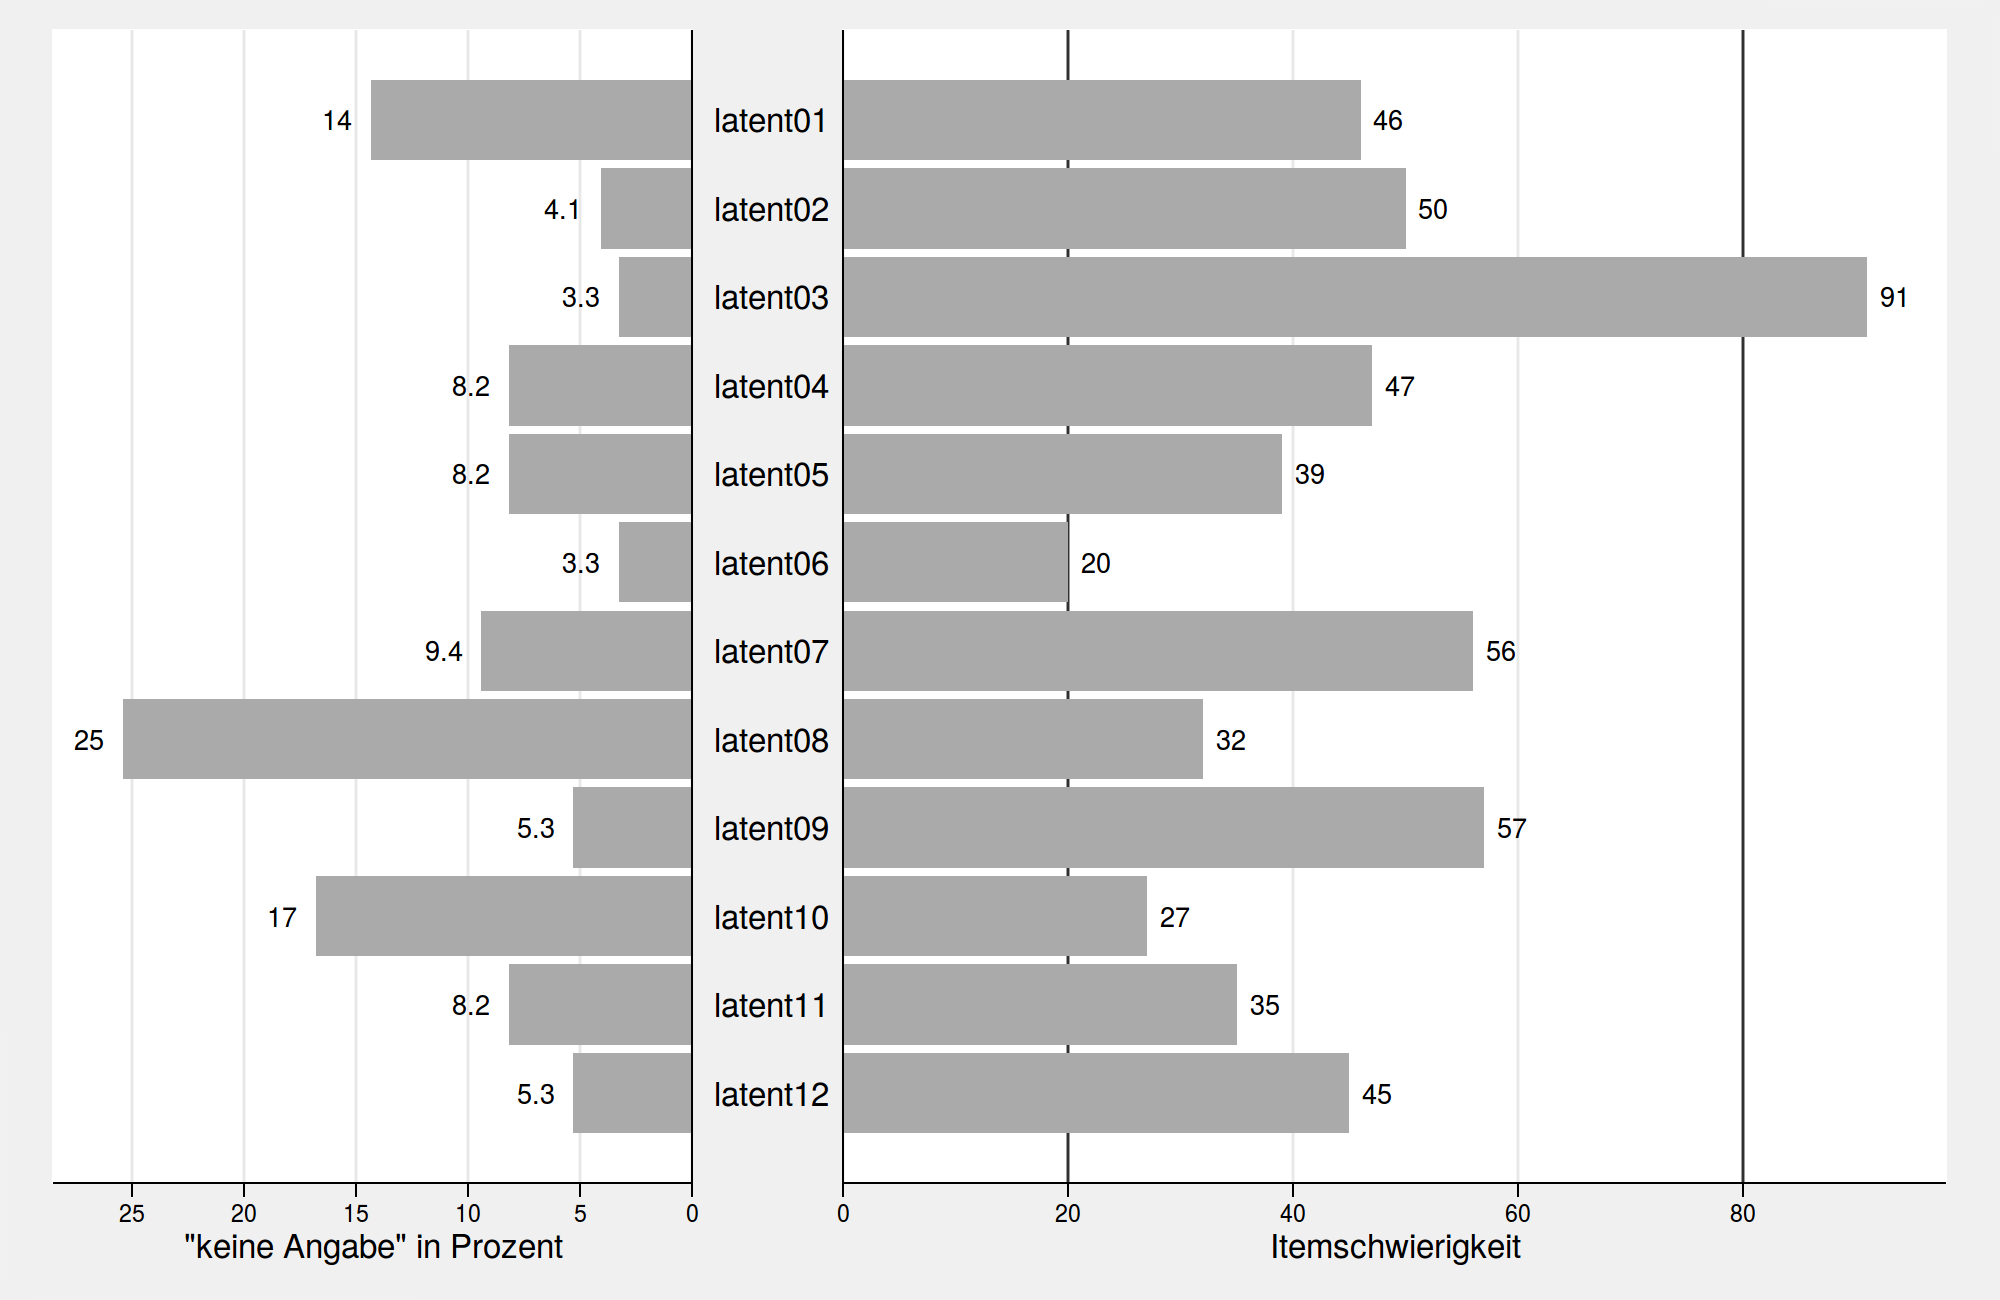 14 latent01 46
4.1 latent02 50
3.3 latent03 91
8.2 latent04 47
8.2 latent05 39
3.3 latent06 20
9.4 latent07 56
25 latent08 32
5.3 latent09 57
17 latent10 27
8.2 latent11 35
5.3 latent12 45
25 20 15 10 5 0 0 20 40 60 80
"keine Angabe" in Prozent Itemschwierigkeit